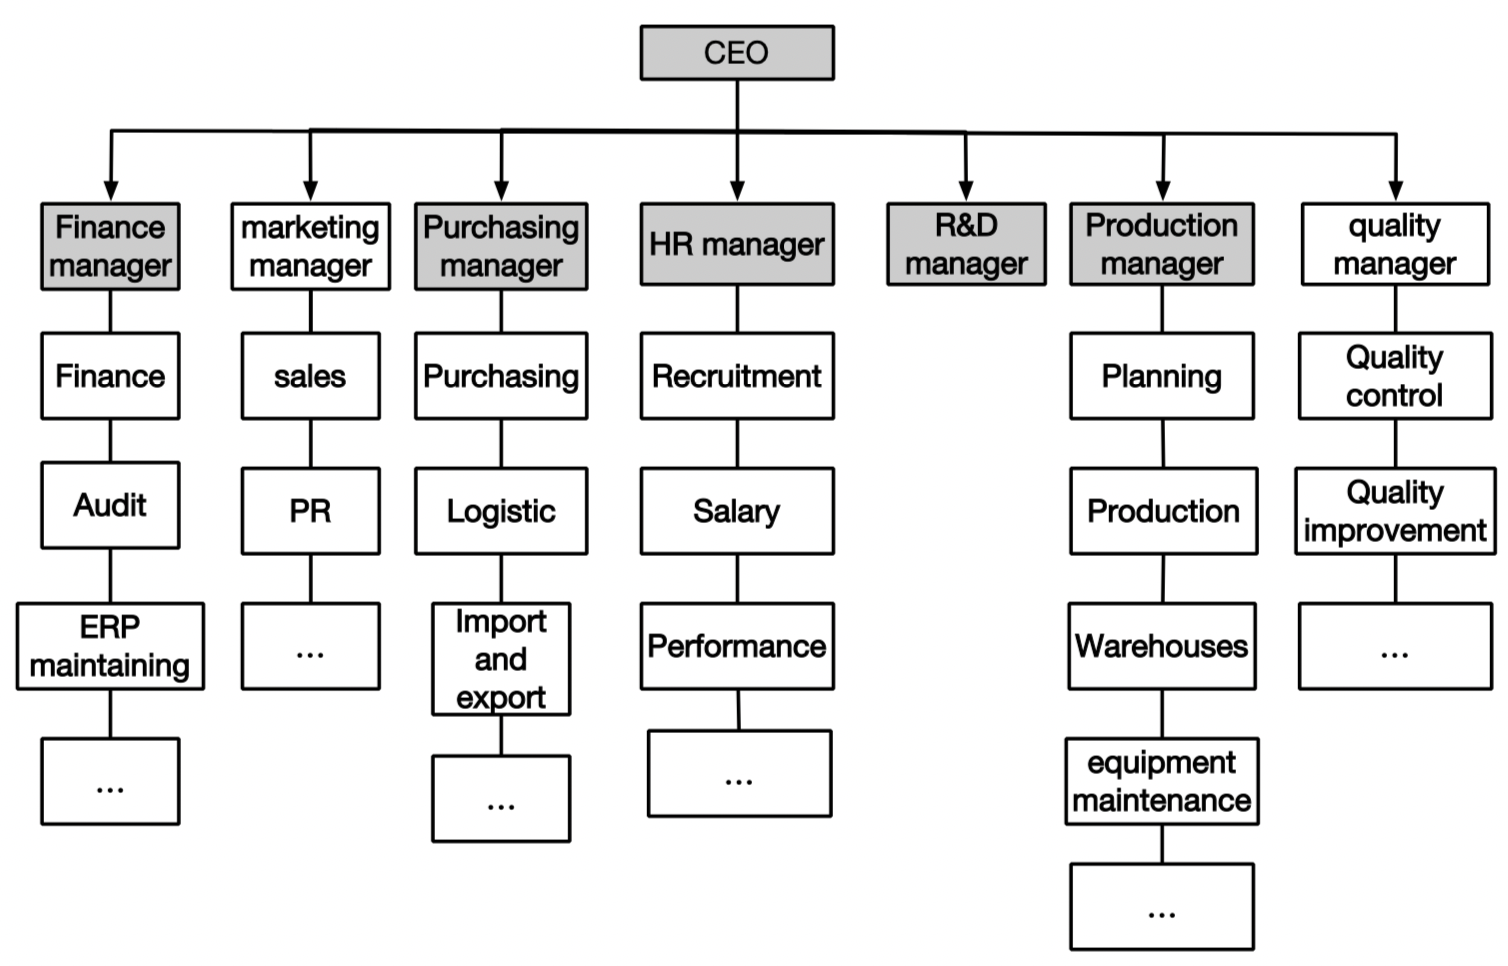 CEO
Finance
manager
marketing
manager
Purchasing
manager
HR manager
R&D
manager
Production
manager
quality
manager
Finance
sales
Purchasing
Recruitment
Planning
Quality
control
Audit
PR
Logistic
Salary
Production
Quality
improvement
ERP
maintaining
...
Import
and
export
Performance
Warehouses
...
...
...
...
equipment
maintenance
...